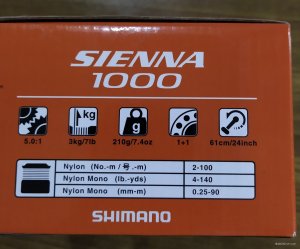 SIENNA
1000
kg
g
5.0:1 3kg/7lb 210g/7.4oz 1+1 61cm/24inch
Nylon (No.-m / 号.-m) 2-100
Nylon Mono (lb.-yds) 4-140
Nylon Mono (mm-m) 0.25-90
SHIMANO